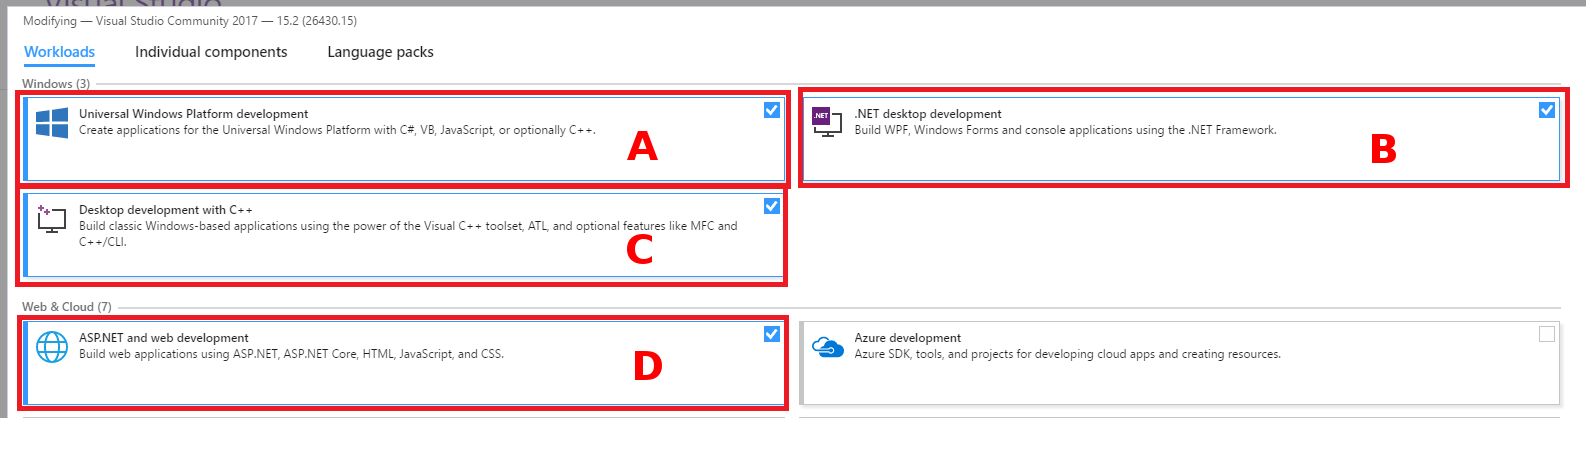 Visual Studio
Modifying — Visual Studio Community 2017 — 15.2 (26430.15)
Workloads Individual components Language packs
Windows (3)
Universal Windows Platform development
Create applications for the Universal Windows Platform with C#, VB, JavaScript, or optionally C++.
A
.NET
.NET desktop development
Build WPF, Windows Forms and console applications using the .NET Framework.
B
Desktop development with C++
Build classic Windows-based applications using the power of the Visual C++ toolset, ATL, and optional features like MFC and
C++/CLI.
C
Web & Cloud (7)
ASP.NET and web development
Build web applications using ASP.NET, ASP.NET Core, HTML, JavaScript, and CSS.
D
Azure development
Azure SDK, tools, and projects for developing cloud apps and creating resources.